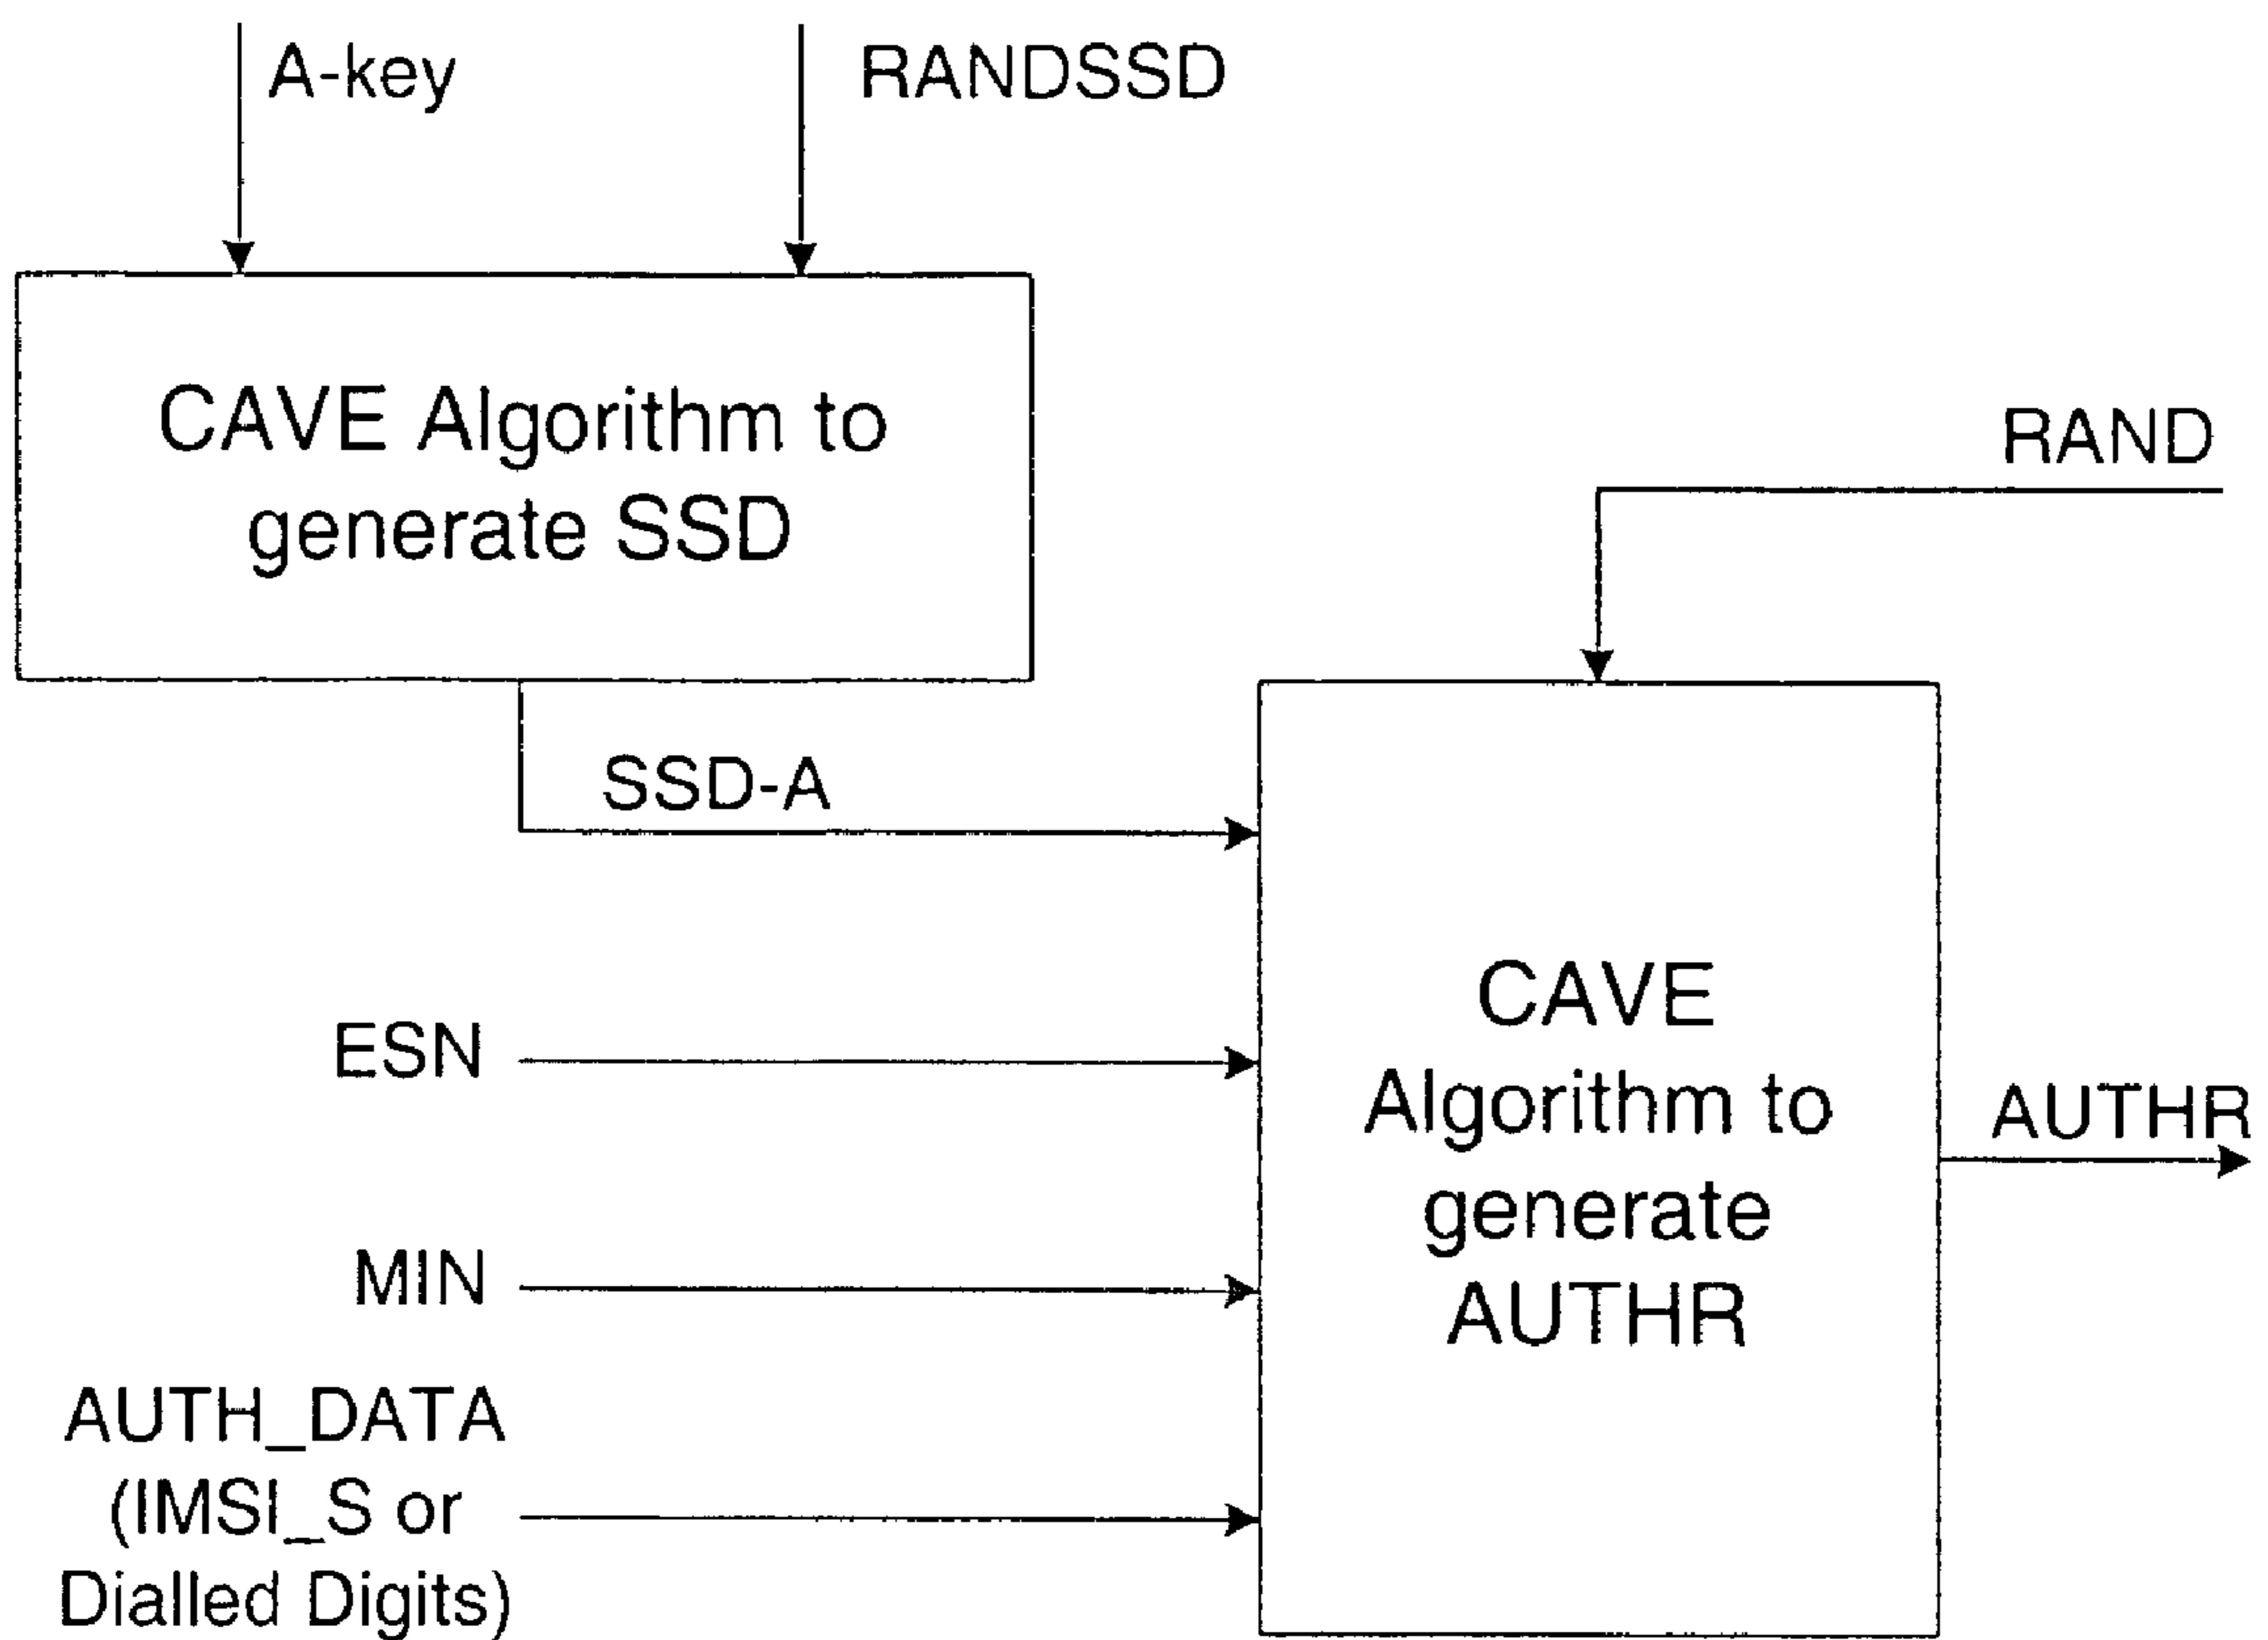 A-key
RANDSSD
CAVE Algorithm to
generate SSD
RAND
SSD-A
ESN
MIN
AUTH_DATA
(IMSI_S or
Dialled Digits)
CAVE
Algorithm to
generate
AUTHR
AUTHR